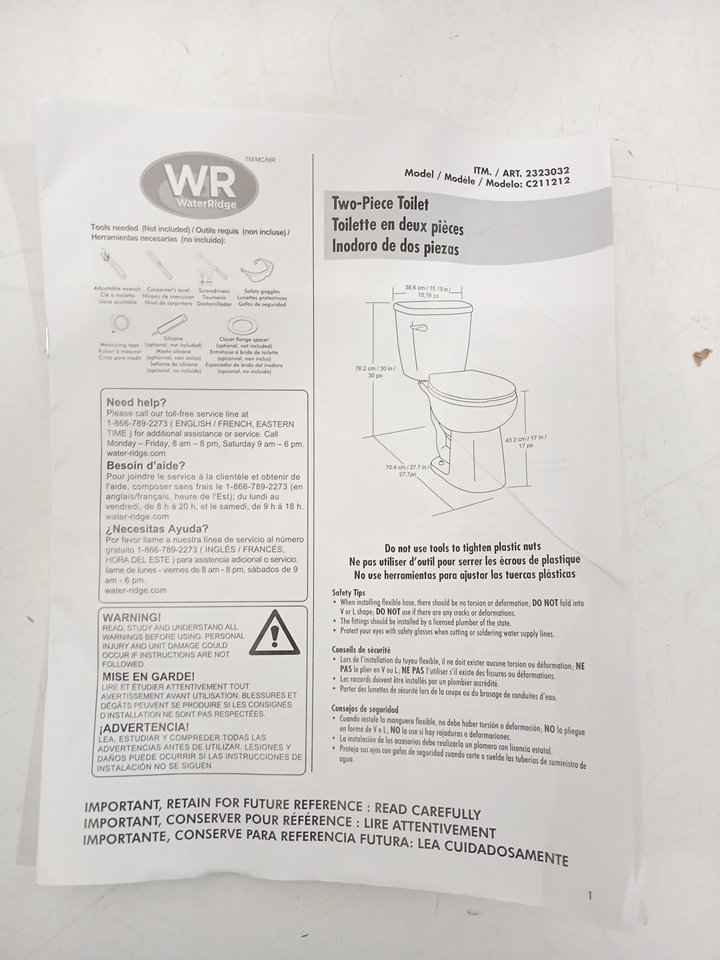 TM/MC/MR
WR
WaterRidge
Tools needed (Not included) / Outils requis (non incluse) /
Herramientas necesarias (no incluido):
Adjustable wrench
Clé à molette
Llave ajustable
Carpenter's level
Niveau de menuisier
Nivel de carpintero
Screwdrivers
Tournevis
Destornillador
Safety goggles
Lunettes protectrices
Gafas de seguridad
Measuring tape
Ruban à mesurer
Cinta para medir
Silicone
(optional, not included)
Mastic silicone
(optionnel, non inclus)
Sellante de silicona
(opcional, no incluido)
Closet flange spacer
(optional, not included)
Entretoise à bride de toilette
(optionnel, non inclus)
Espaciador de brida del inodoro
(opcional, no incluido)
Need help?
Please call our toll-free service line at
1-866-789-2273 ( ENGLISH / FRENCH, EASTERN
TIME ) for additional assistance or service. Call
Monday – Friday, 8 am – 8 pm, Saturday 9 am – 6 pm.
water-ridge.com
Besoin d'aide?
Pour joindre le service à la clientèle et obtenir de
l'aide, composer sans frais le 1-866-789-2273 (en
anglais/français, heure de l'Est); du lundi au
vendredi, de 8 h à 20 h, et le samedi, de 9 h à 18 h.
water-ridge.com
¿Necesitas Ayuda?
Por favor llame a nuestra línea de servicio al número
gratuito 1-866-789-2273 ( INGLÉS / FRANCÉS,
HORA DEL ESTE ) para asistencia adicional o servicio.
llame de lunes - viernes de 8 am - 8 pm, sábados de 9
am - 6 pm.
water-ridge.com
WARNING!
READ, STUDY AND UNDERSTAND ALL
WARNINGS BEFORE USING. PERSONAL
INJURY AND UNIT DAMAGE COULD
OCCUR IF INSTRUCTIONS ARE NOT
FOLLOWED.
MISE EN GARDE!
LIRE ET ÉTUDIER ATTENTIVEMENT TOUT
AVERTISSEMENT AVANT UTILISATION. BLESSURES ET
DÉGÂTS PEUVENT SE PRODUIRE SI LES CONSIGNES
D'INSTALLATION NE SONT PAS RESPECTÉES.
¡ADVERTENCIA!
LEA, ESTUDIAR Y COMPREDER TODAS LAS
ADVERTENCIAS ANTES DE UTILIZAR. LESIONES Y
DAÑOS PUEDE OCURRIR SI LAS INSTRUCCIONES DE
INSTALACIÓN NO SE SIGUEN.
ITM. / ART. 2323032
Model / Modèle / Modelo: C211212
Two-Piece Toilet
Toilette en deux pièces
Inodoro de dos piezas
38.6 cm / 15.19 in /
15,19 po
76.2 cm / 30 in /
30 po
43.2 cm / 17 in /
17 po
70.4 cm / 27.7 in /
27.7po
Do not use tools to tighten plastic nuts
Ne pas utiliser d'outil pour serrer les écrous de plastique
No use herramientas para ajustar las tuercas plásticas
Safety Tips
• When installing flexible hose, there should be no torsion or deformation; DO NOT fold into
V or L shape; DO NOT use if there are any cracks or deformations.
• The fittings should be installed by a licensed plumber of the state.
• Protect your eyes with safety glasses when cutting or soldering water supply lines.
Conseils de sécurité
• Lors de l'installation du tuyau flexible, il ne doit exister aucune torsion ou déformation; NE
PAS le plier en V ou L; NE PAS l'utiliser s'il existe des fissures ou déformations.
• Les raccords doivent être installés par un plombier accrédité.
• Porter des lunettes de sécurité lors de la coupe ou du brasage de conduites d'eau.
Consejos de seguridad
• Cuando instale la manguera flexible, no debe haber torsión o deformación; NO la pliegue
en forma de V o L; NO la use si hay rajaduras o deformaciones.
• La instalación de los accesorios debe realizarla un plomero con licencia estatal.
• Proteja sus ojos con gafas de seguridad cuando corte o suelde las tuberías de suministro de
agua.
IMPORTANT, RETAIN FOR FUTURE REFERENCE : READ CAREFULLY
IMPORTANT, CONSERVER POUR RÉFÉRENCE : LIRE ATTENTIVEMENT
IMPORTANTE, CONSERVE PARA REFERENCIA FUTURA: LEA CUIDADOSAMENTE
1